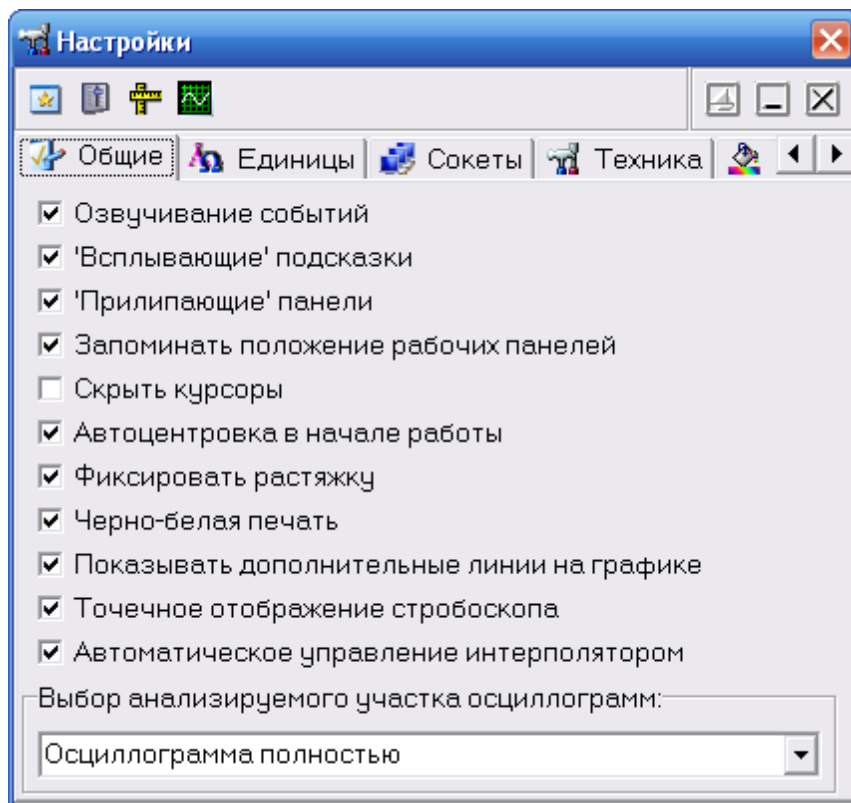 Настройки
Общие Единицы Сокеты Техника
Озвучивание событий
'Всплывающие' подсказки
'Прилипающие' панели
Запоминать положение рабочих панелей
Скрыть курсоры
Автоцентровка в начале работы
Фиксировать растяжку
Черно-белая печать
Показывать дополнительные линии на графике
Точечное отображение стробоскопа
Автоматическое управление интерполятором
Выбор анализируемого участка осциллограмм:
Осциллограмма полностью